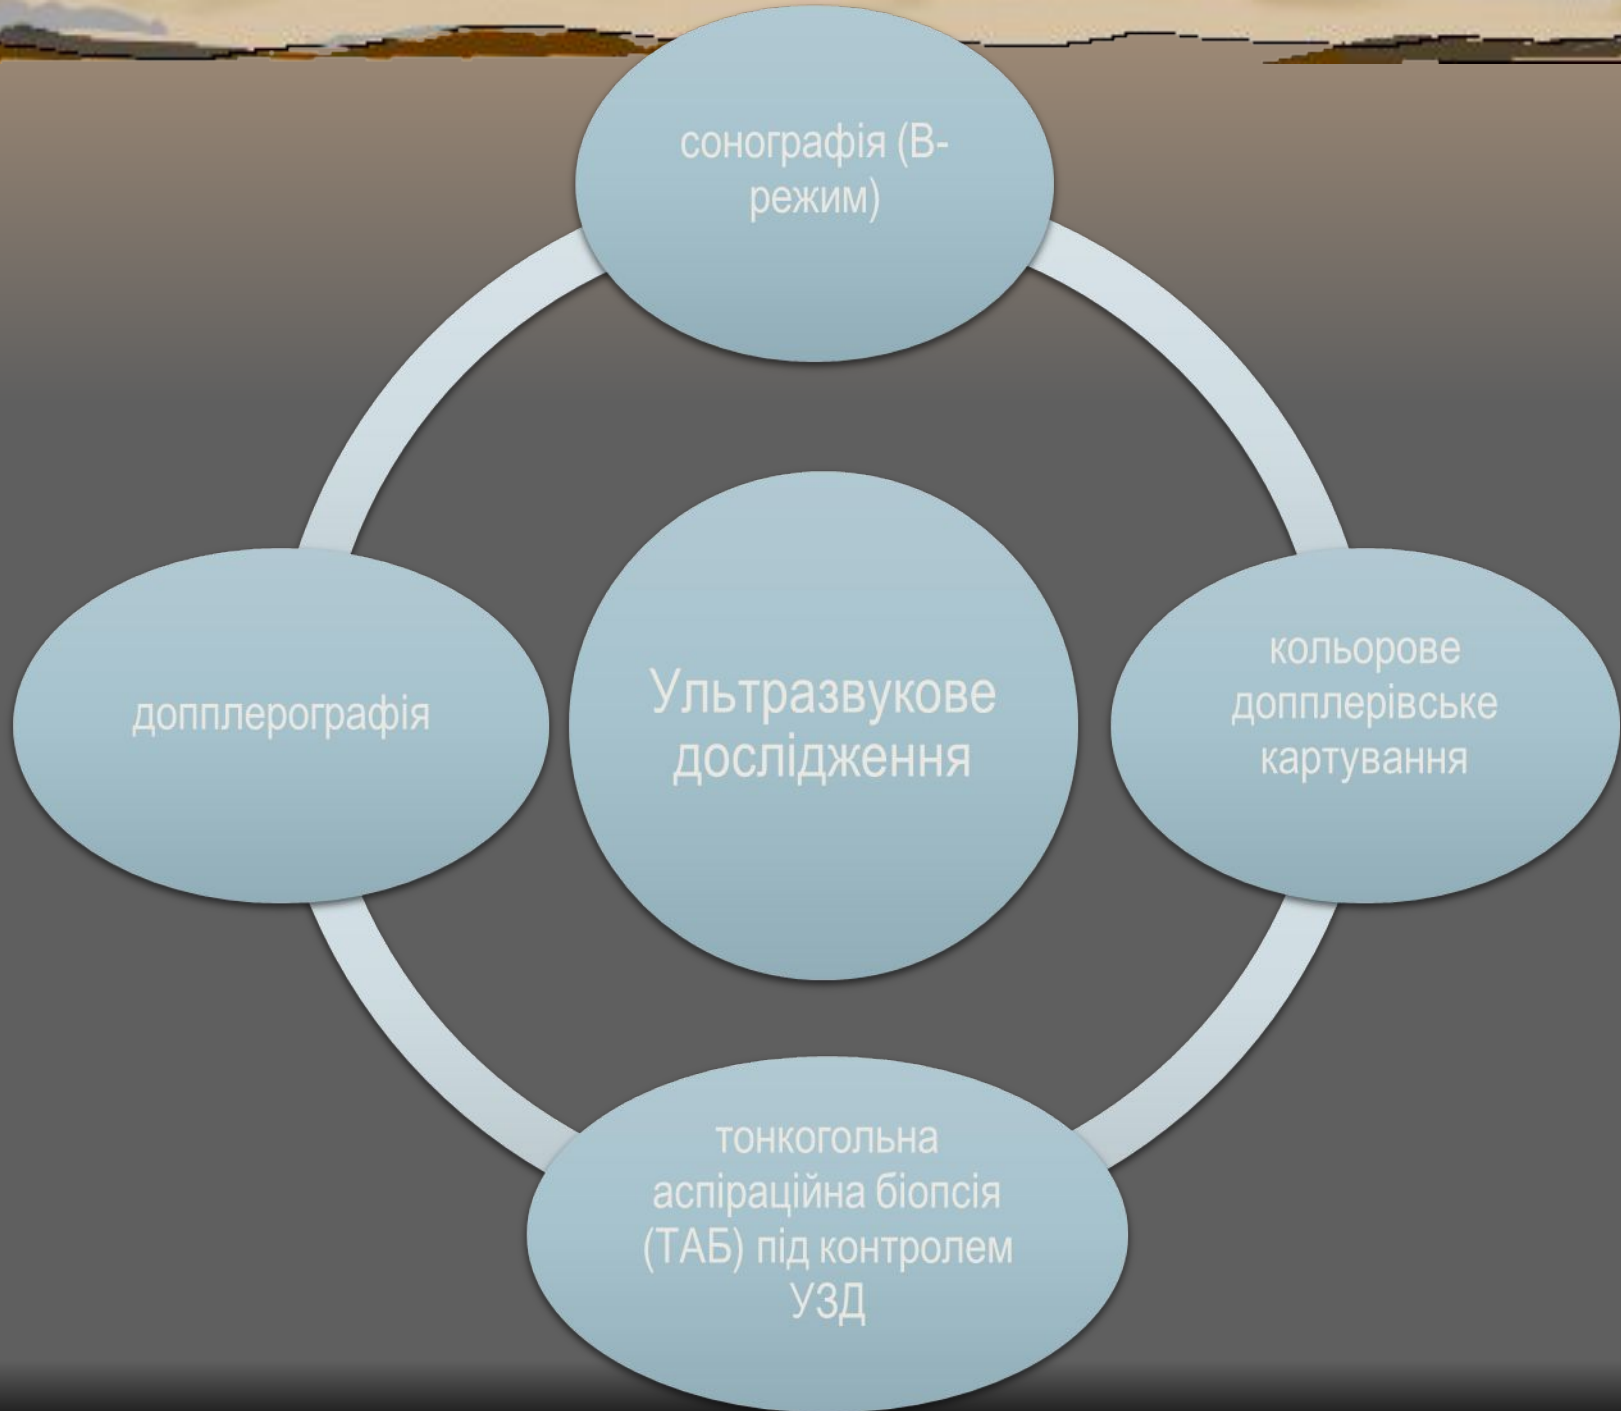 сонографія (В-
режим)
допплерографія
Ультразвукове
дослідження
кольорове
допплерівське
картування
тонкогольна
аспіраційна біопсія
(ТАБ) під контролем
УЗД